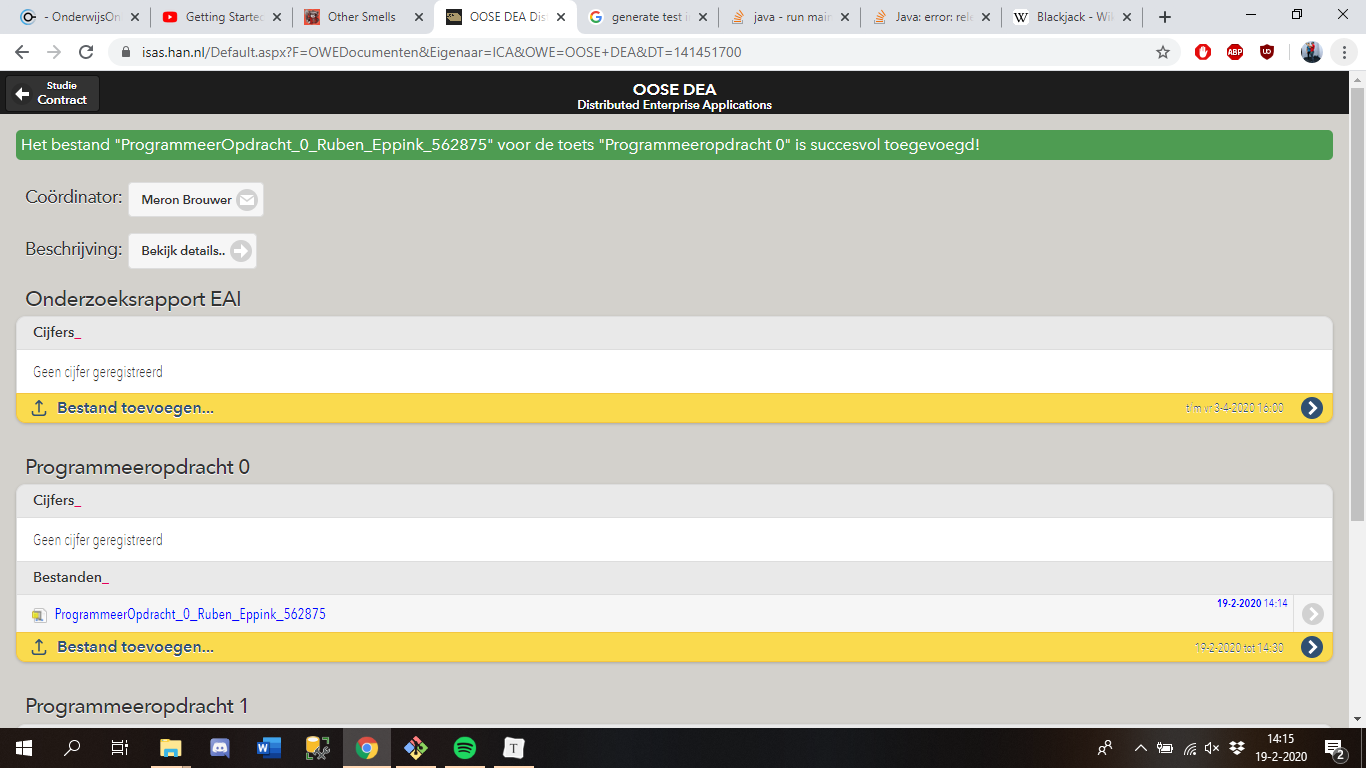 - OnderwijsOn
Getting Started
Other Smells
OOSE DEA Dis
generate test i
java - run main
Java: error: rele
Blackjack - Wi
isas.han.nl/Default.aspx?F=OWEDocumenten&Eigenaar=ICA&OWE=OOSE+DEA&DT=141451700
ABP
Studie
Contract
OOSE DEA
Distributed Enterprise Applications
Het bestand "ProgrammeerOpdracht_0_Ruben_Eppink_562875" voor de toets "Programmeeropdracht 0" is succesvol toegevoegd!
Coördinator:
Meron Brouwer
Beschrijving:
Bekijk details..
Onderzoeksrapport EAI
Cijfers_
Geen cijfer geregistreerd
Bestand toevoegen...
t/m vr 3-4-2020 16:00
Programmeeropdracht 0
Cijfers_
Geen cijfer geregistreerd
Bestanden_
ProgrammeerOpdracht_0_Ruben_Eppink_562875
19-2-2020 14:14
Bestand toevoegen...
19-2-2020 tot 14:30
Programmeeropdracht 1
14:15
19-2-2020
2